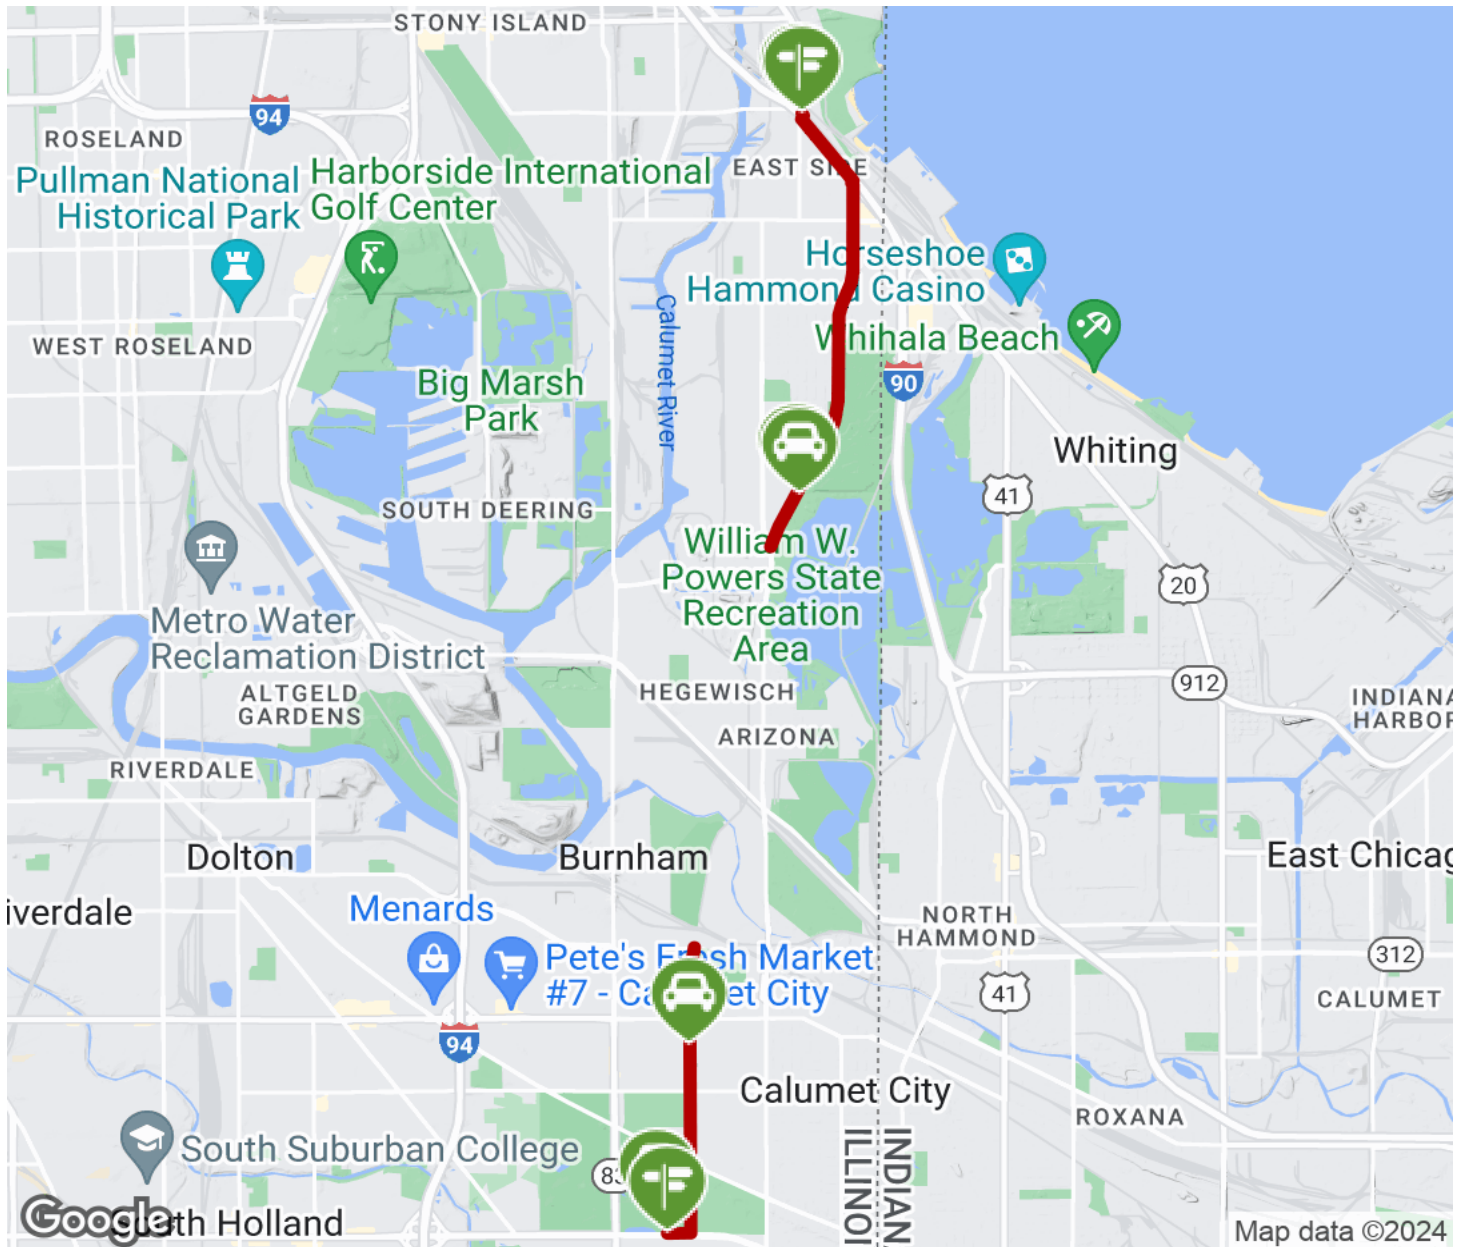 STONY ISLAND
94
ROSELAND
EAST SIDE
Pullman National
Historical Park
Harborside International
Golf Center
Horseshoe
Hammond Casino
Calumet River
Whihala Beach
WEST ROSELAND
90
Big Marsh
Park
Whiting
41
SOUTH DEERING
William W.
Powers State
Recreation
Area
20
Metro Water
Reclamation District
912
ALTGELD
GARDENS
HEGEWISCH
INDIANA
HARBOR
ARIZONA
RIVERDALE
Dolton
Burnham
East Chicag
iverdale
Menards
NORTH
HAMMOND
Pete's Fresh Market
#7 - Calumet City
312
41
CALUMET
94
Calumet City
ROXANA
South Suburban College
83
ILLINOI
INDIAN
Google
South Holland
Map data ©2024